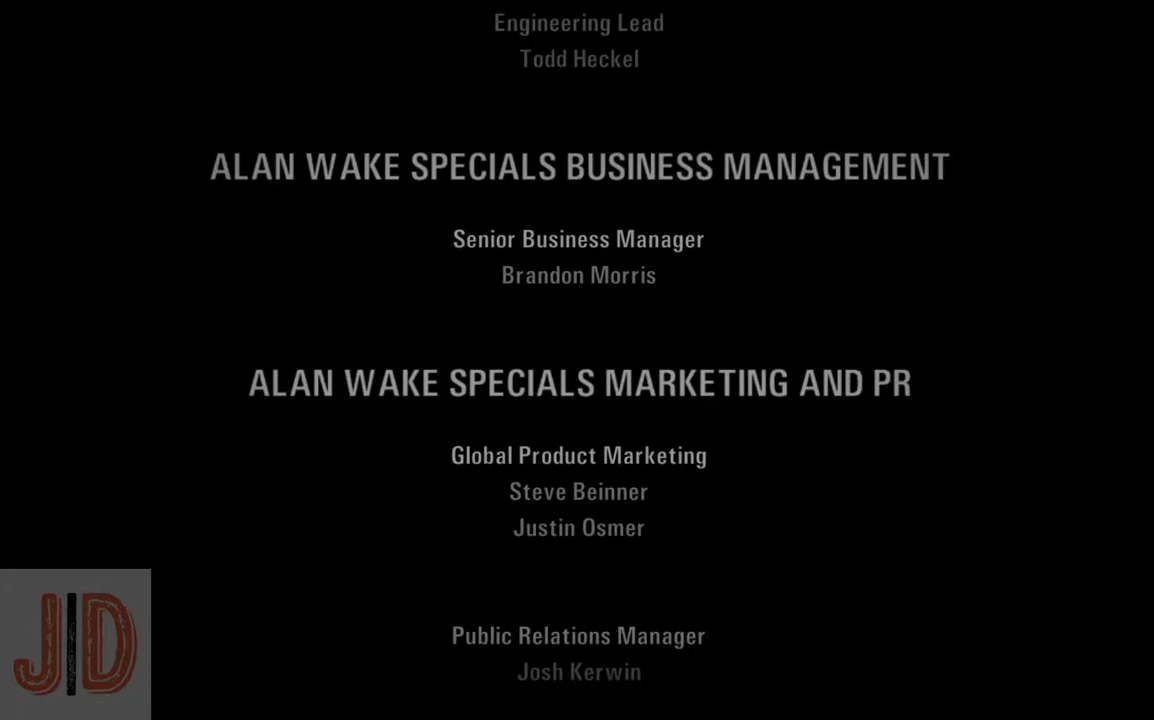 Engineering Lead
Todd Heckel
ALAN WAKE SPECIALS BUSINESS MANAGEMENT
Senior Business Manager
Brandon Morris
ALAN WAKE SPECIALS MARKETING AND PR
Global Product Marketing
Steve Beinner
Justin Osmer
Public Relations Manager
Josh Kerwin
J|D